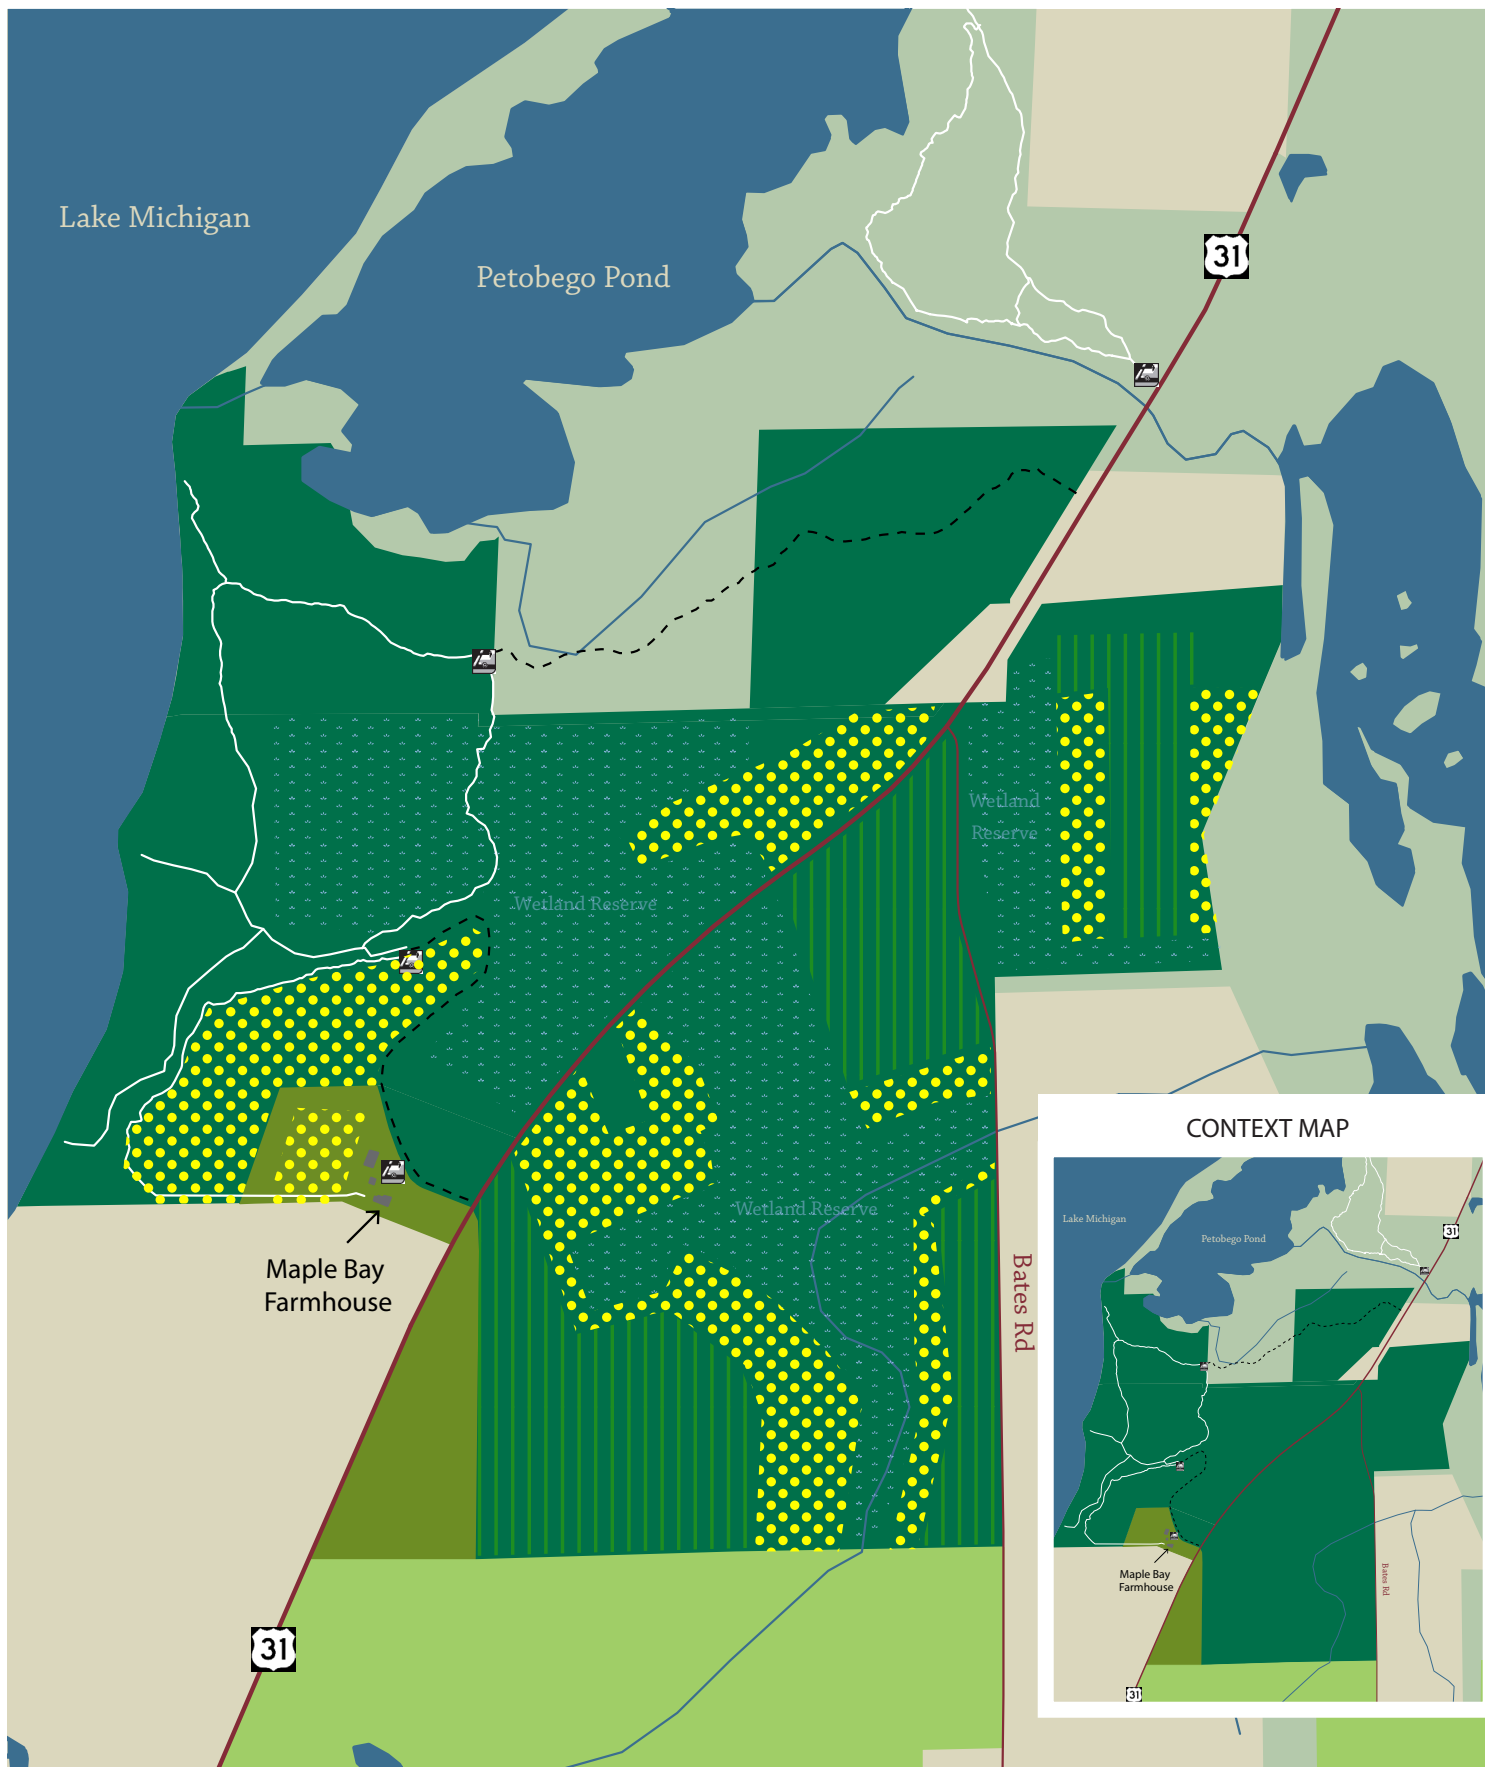 Lake Michigan
Petobego Pond
31
Wetland
Reserve
Wetland Reserve
Wetland Reserve
Maple Bay
Farmhouse
Bates Rd
31
CONTEXT MAP
Lake Michigan
Petobego Pond
31
Maple Bay
Farmhouse
Bates Rd
31